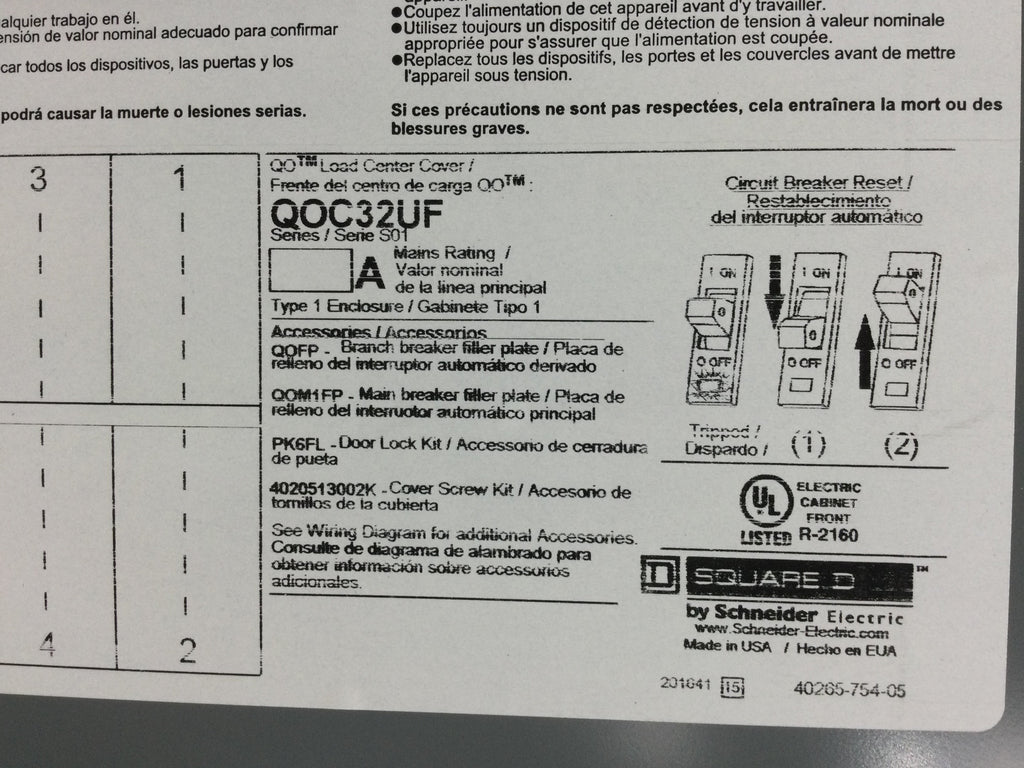 alquier trabajo en él.
ensión de valor nominal adecuado para confirmar
car todos los dispositivos, las puertas y los
podrá causar la muerte o lesiones serias.
●Coupez l'alimentation de cet appareil avant d'y travailler.
●Utilisez toujours un dispositif de détection de tension à valeur nominale
appropriée pour s'assurer que l'alimentation est coupée.
●Replacez tous les dispositifs, les portes et les couvercles avant de mettre
l'appareil sous tension.
Si ces précautions ne sont pas respectées, cela entraînera la mort ou des
blessures graves.
3 1
4 2
QO™ Load Center Cover /
Frente del centro de carga QO™ :
QOC32UF
Series / Serie S01
A Mains Rating /
Valor nominal
de la línea principal
Type 1 Enclosure / Gabinete Tipo 1
Accessories / Accessorios
QOFP - Branch breaker filler plate / Placa de
relleno del interruptor automático derivado
QOM1FP - Main breaker filler plate / Placa de
relleno del interruotor automático principal
PK6FL - Door Lock Kit / Accessorio de cerradura
de pueta
4020513002K - Cover Screw Kit / Accesorio de
tornillos de la cubierta
See Wiring Diagram for additional Accessories.
Consulte de diagrama de alambrado para
obtener información sobre accessorios
adicionales.
Circuit Breaker Reset /
Restablecimiento
del interruptor automático
I ON I ON I ON
O OFF O OFF O OFF
Tripped /
Dispardo / (1) (2)
UL
LISTED
ELECTRIC
CABINET
FRONT
R-2160
D SQUARE D ™
by Schneider Electric
www.Schneider-Electric.com
Made in USA / Hecho en EUA
201641 15 40265-754-05